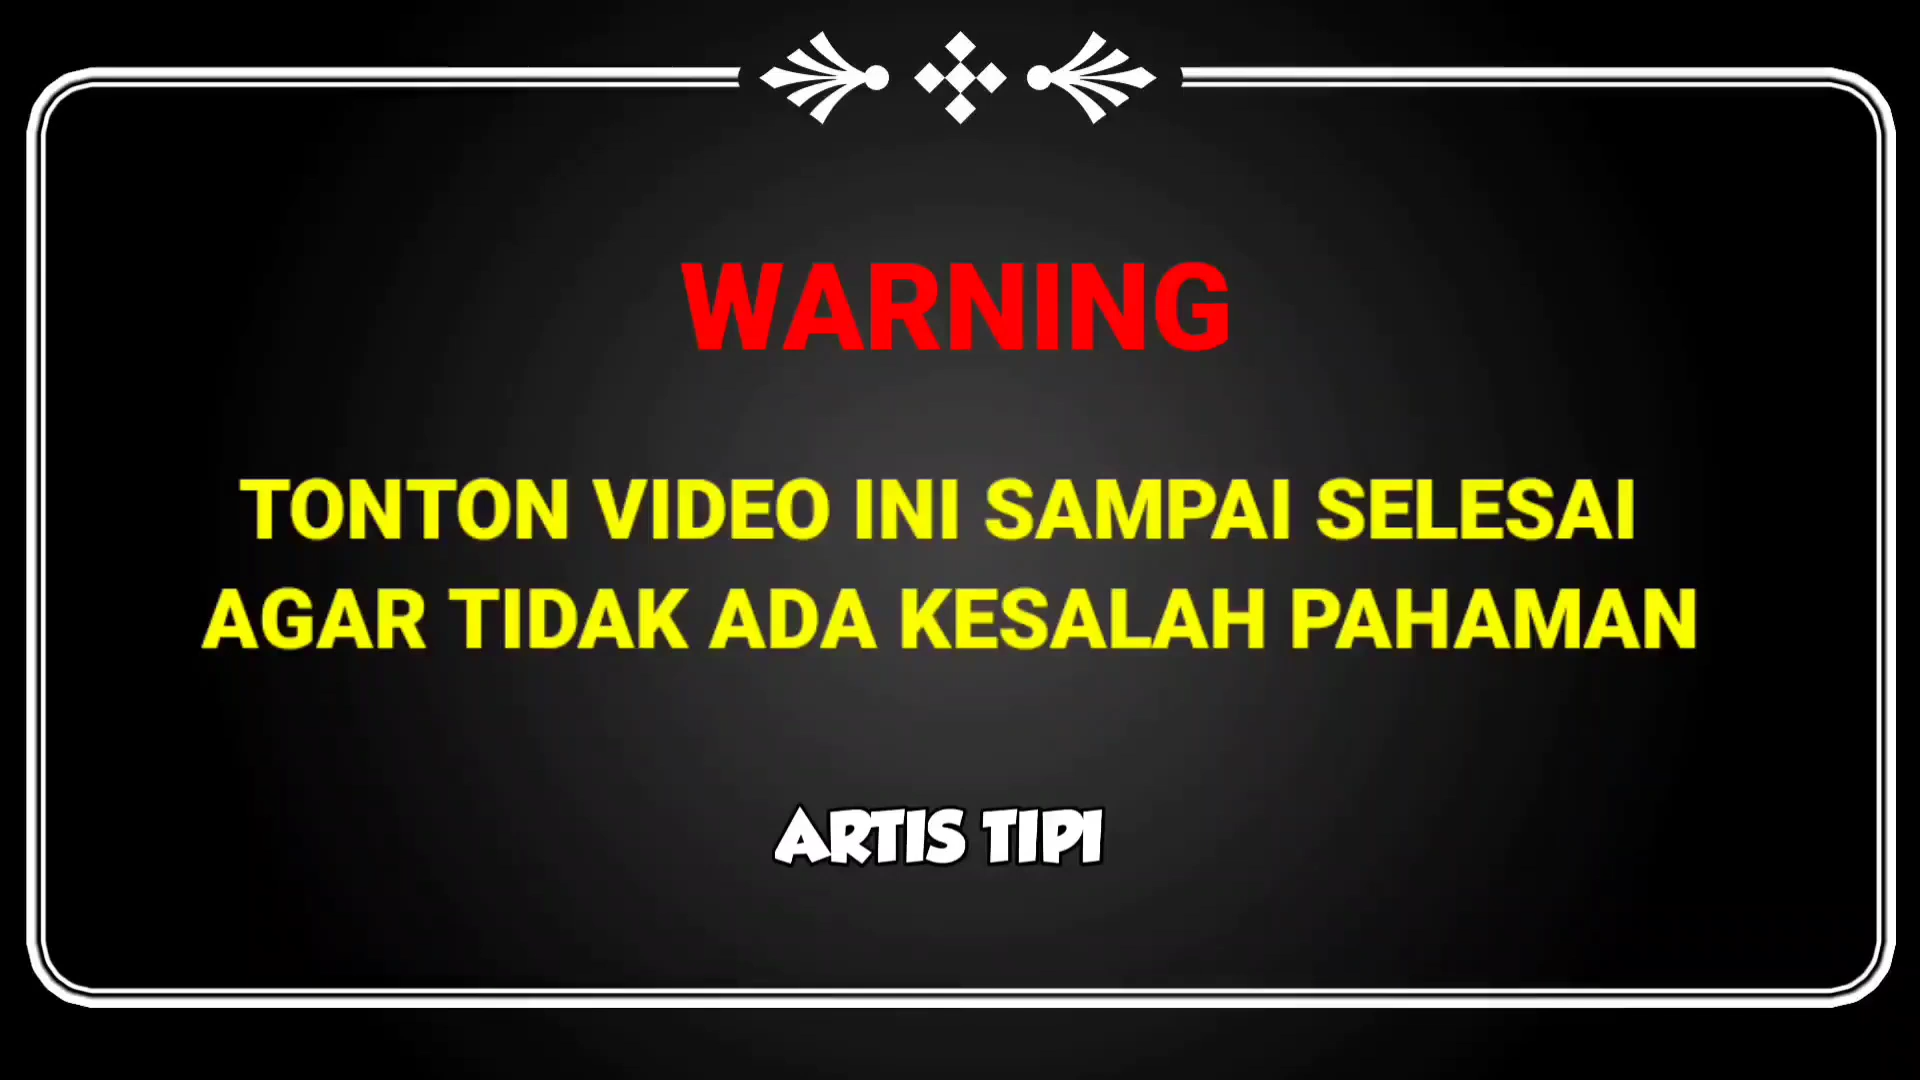 WARNING
TONTON VIDEO INI SAMPAI SELESAI
AGAR TIDAK ADA KESALAH PAHAMAN
ARTIS TIPI